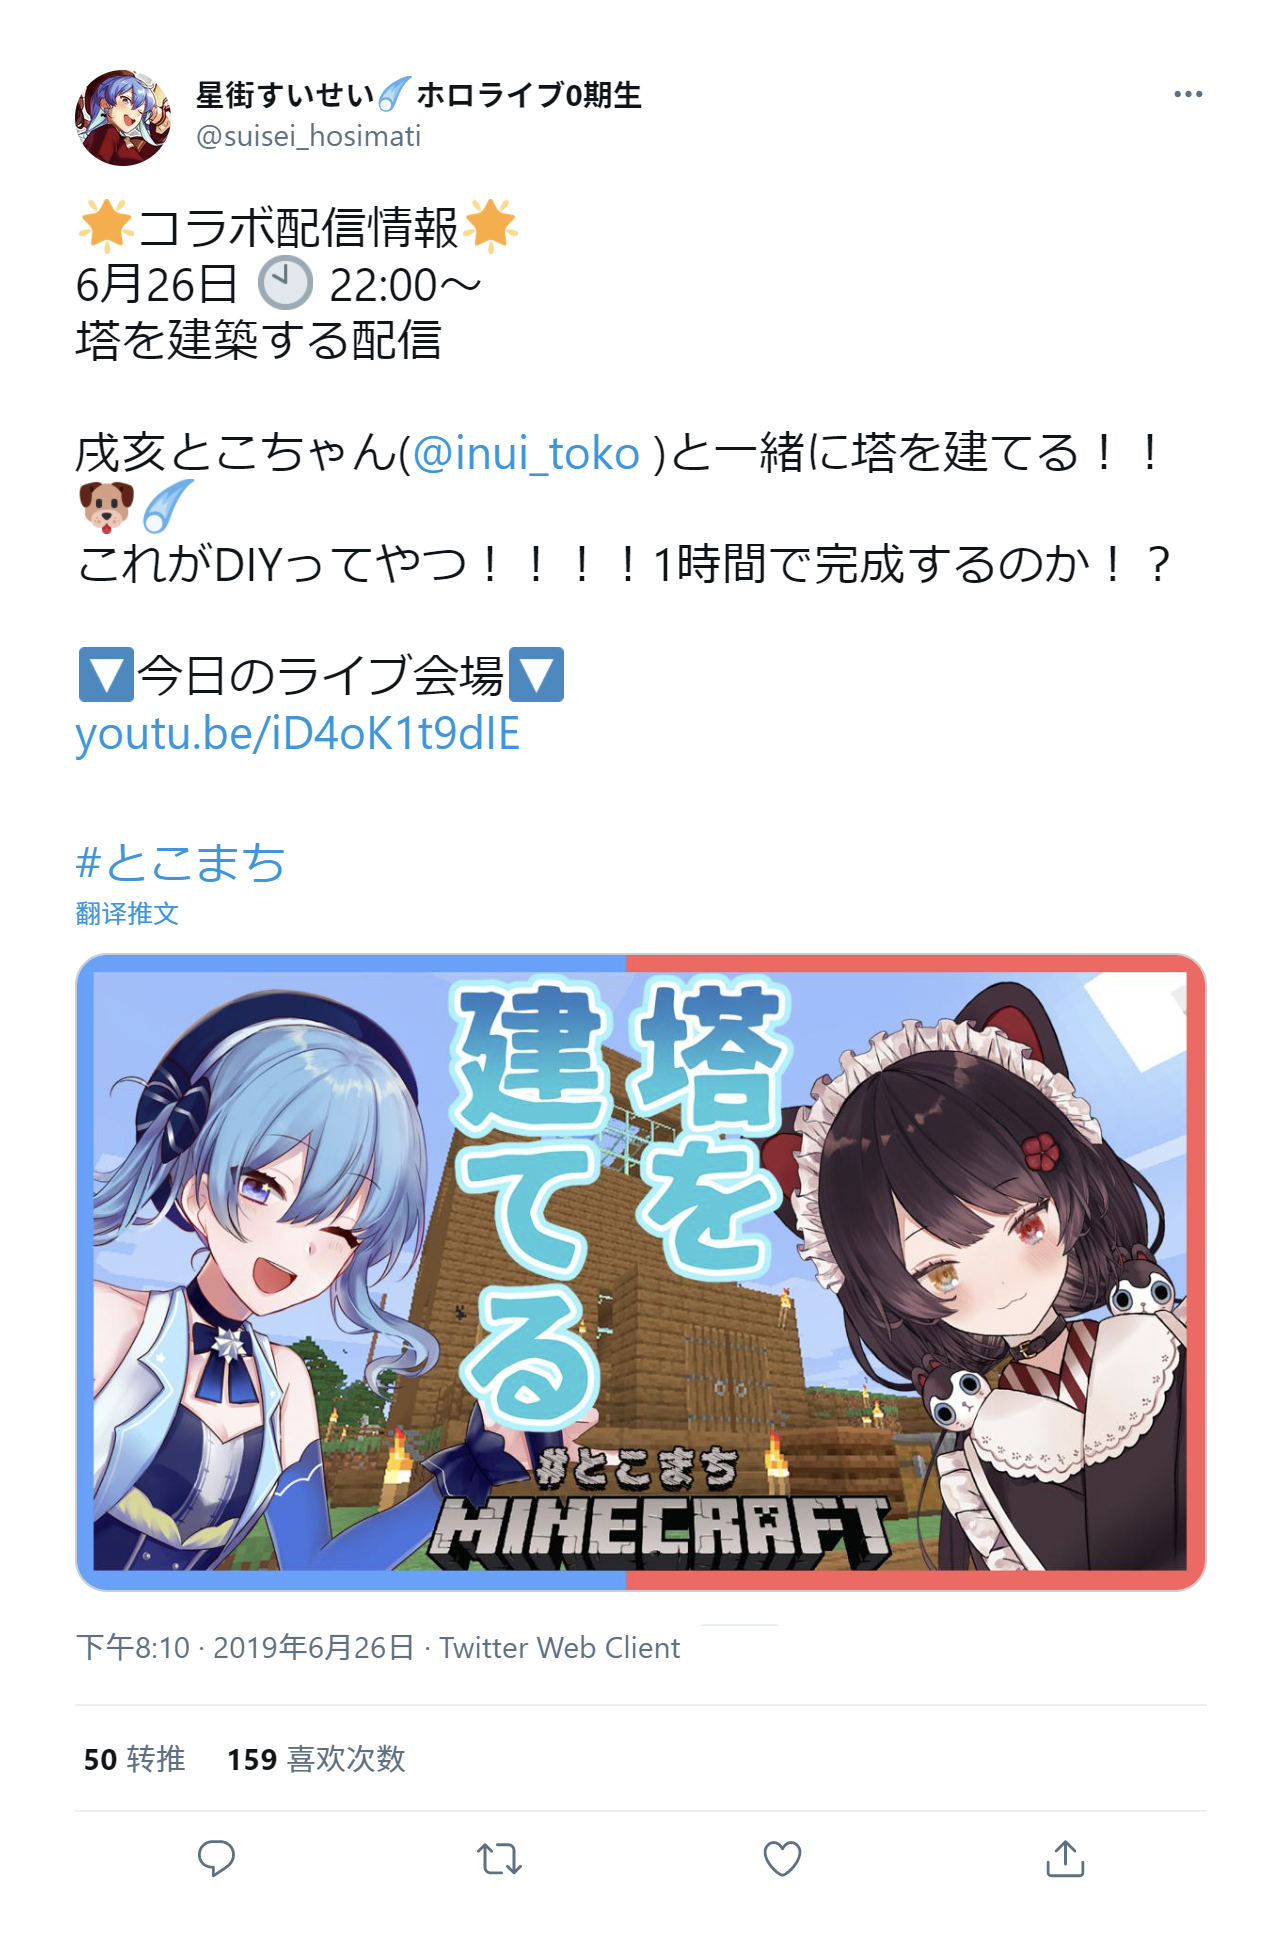 星街すいせい☄️ホロライブ0期生
@suisei_hosimati
🌟コラボ配信情報🌟
6月26日 🕙 22:00～
塔を建築する配信
戌亥とこちゃん(@inui_toko )と一緒に塔を建てる！！
🐶☄️
これがDIYってやつ！！！！1時間で完成するのか！？
🔽今日のライブ会場🔽
youtu.be/iD4oK1t9dIE
#とこまち
翻译推文
塔を
建てる
#とこまち
MINECRAFT
下午8:10 · 2019年6月26日 · Twitter Web Client
50 转推 159 喜欢次数